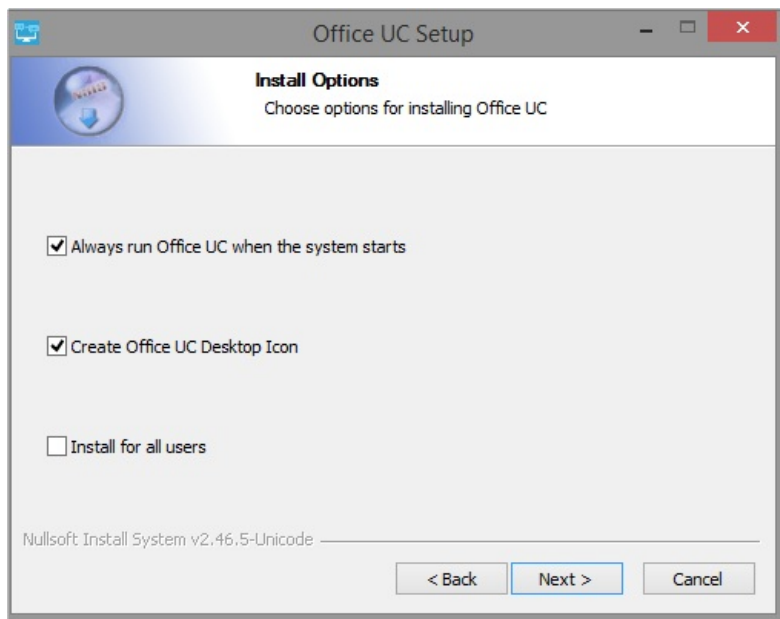 Office UC Setup
Install Options
Choose options for installing Office UC
Always run Office UC when the system starts
Create Office UC Desktop Icon
Install for all users
Nullsoft Install System v2.46.5-Unicode
< Back
Next >
Cancel